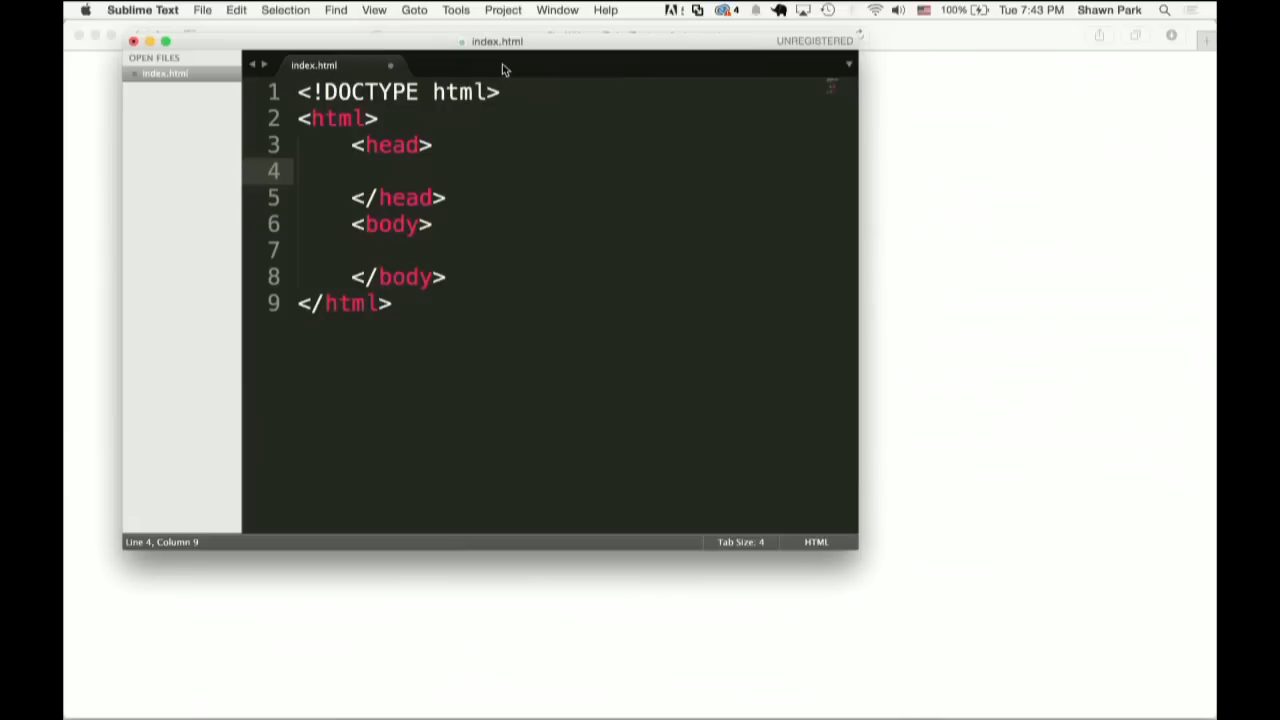 Sublime Text File Edit Selection Find View Goto Tools Project Window Help 4 100% Tue 7:43 PM Shawn Park
index.html UNREGISTERED
OPEN FILES
index.html
index.html
1 <!DOCTYPE html>
2 <html>
3 <head>
4
5 </head>
6 <body>
7
8 </body>
9 </html>
Line 4, Column 9 Tab Size: 4 HTML